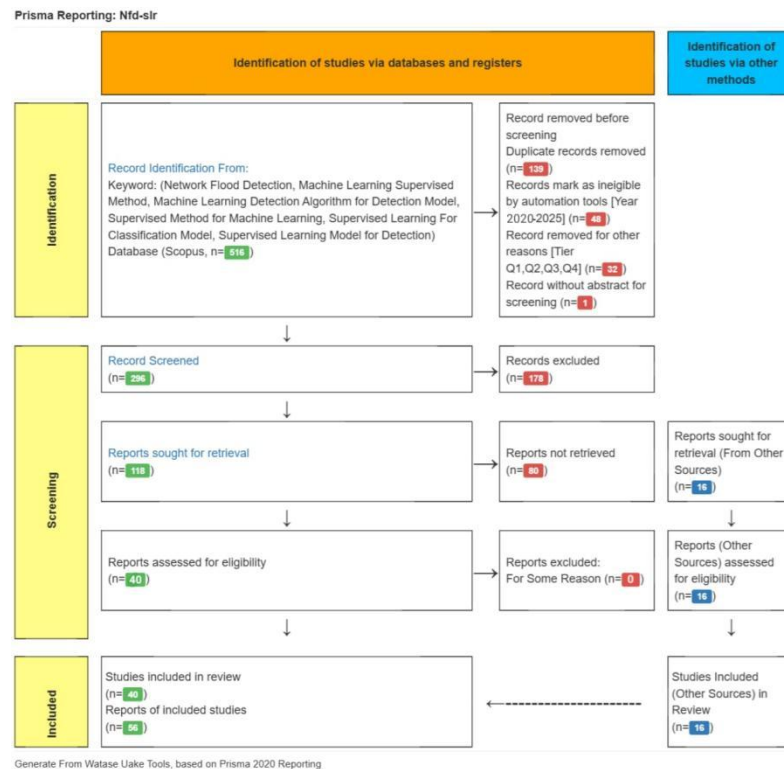 Prisma Reporting: Nfd-slr
Identification of studies via databases and registers
Identification of
studies via other
methods
Identification
Record Identification From:
Keyword: (Network Flood Detection, Machine Learning Supervised
Method, Machine Learning Detection Algorithm for Detection Model,
Supervised Method for Machine Learning, Supervised Learning For
Classification Model, Supervised Learning Model for Detection)
Database (Scopus, n=516)
Record removed before
screening
Duplicate records removed
(n=139)
Records mark as ineigible
by automation tools [Year
2020-2025] (n=48)
Record removed for other
reasons [Tier
Q1,Q2,Q3,Q4] (n=32)
Record without abstract for
screening (n=1)
Screening
Record Screened
(n=296)
Records excluded
(n=178)
Reports sought for retrieval
(n=118)
Reports not retrieved
(n=80)
Reports sought for
retrieval (From Other
Sources)
(n=16)
Reports assessed for eligibility
(n=40)
Reports excluded:
For Some Reason (n=0)
Reports (Other
Sources) assessed
for eligibility
(n=16)
Included
Studies included in review
(n=40)
Reports of included studies
(n=56)
Studies Included
(Other Sources) in
Review
(n=16)
Generate From Watase Uake Tools, based on Prisma 2020 Reporting